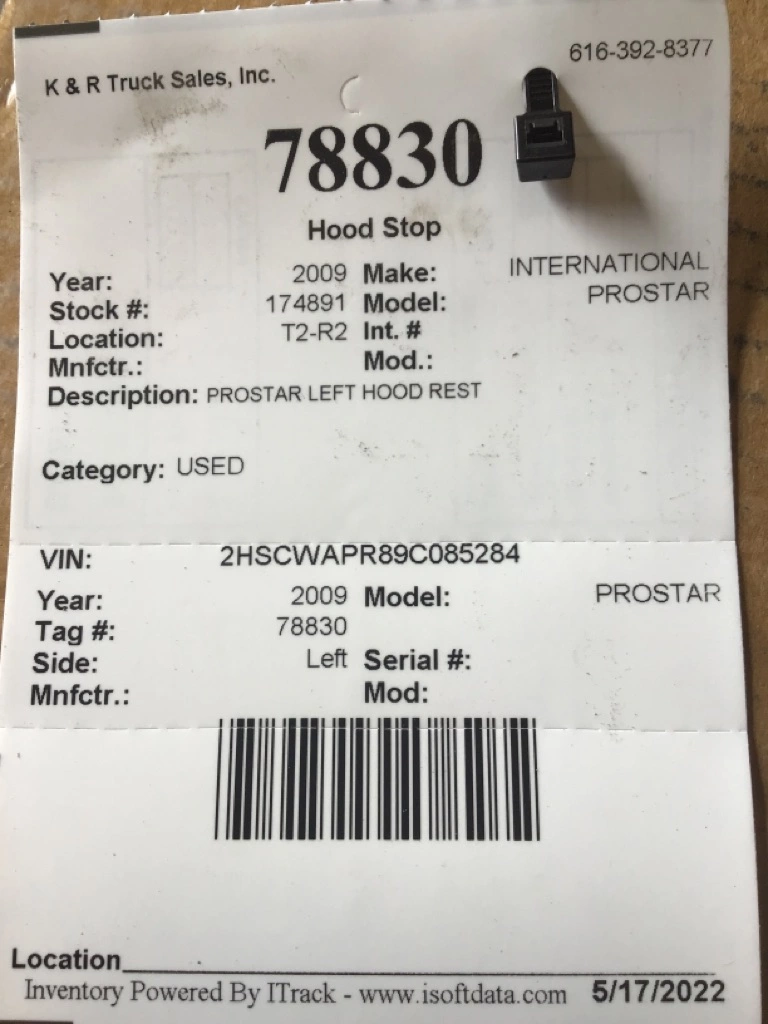 K & R Truck Sales, Inc. 616-392-8377
78830
Hood Stop
Year: 2009 Make: INTERNATIONAL
Stock #: 174891 Model: PROSTAR
Location: T2-R2 Int. #
Mnfctr.: Mod.:
Description: PROSTAR LEFT HOOD REST
Category: USED
VIN: 2HSCWAPR89C085284
Year: 2009 Model: PROSTAR
Tag #: 78830
Side: Left Serial #:
Mnfctr.: Mod:
Location
Inventory Powered By ITrack - www.isoftdata.com 5/17/2022